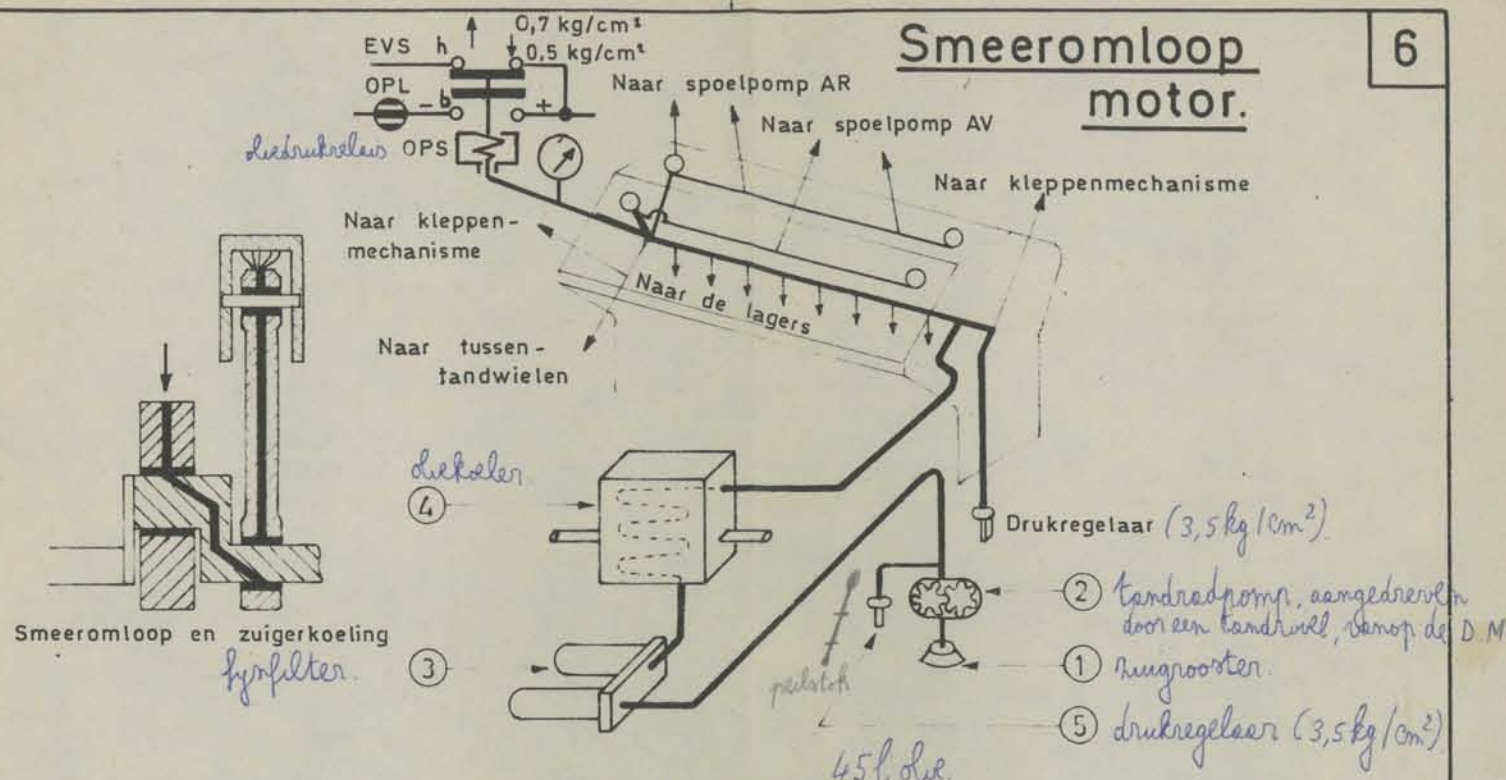 Smeeromloop
motor.
6
0,7 kg/cm²
0,5 kg/cm²
EVS h
OPL
- b
+
oliedrukrelais OPS
Naar spoelpomp AR
Naar spoelpomp AV
Naar kleppenmechanisme
Naar kleppen-
mechanisme
Naar de lagers
Naar tussen-
tandwielen
oliekoeler
4
Drukregelaar (3,5 kg/cm²).
2 tandradpomp, aangedreven
door een tandwiel, vanop de D.M
Smeeromloop en zuigerkoeling
fynfilter.
3
peilstok
1 zuigrooster.
5 drukregelaar (3,5 kg/cm²)
45 l olie